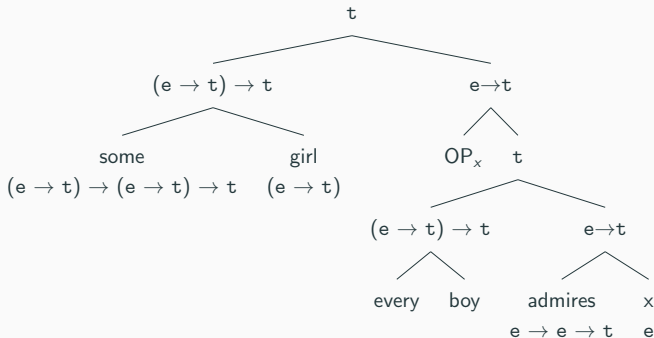 t
(e → t) → t e→t
some girl OPₓ t
(e → t) → (e → t) → t (e → t)
(e → t) → t e→t
every boy admires x
e → e → t e